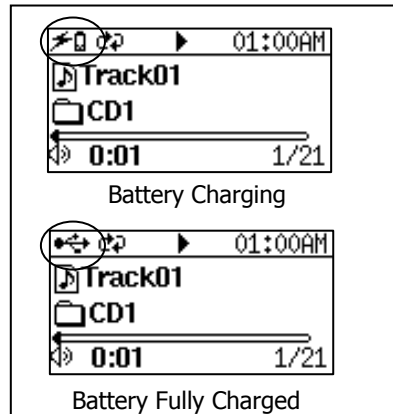 01:00AM
Track01
CD1
0:01 1/21
Battery Charging
01:00AM
Track01
CD1
0:01 1/21
Battery Fully Charged